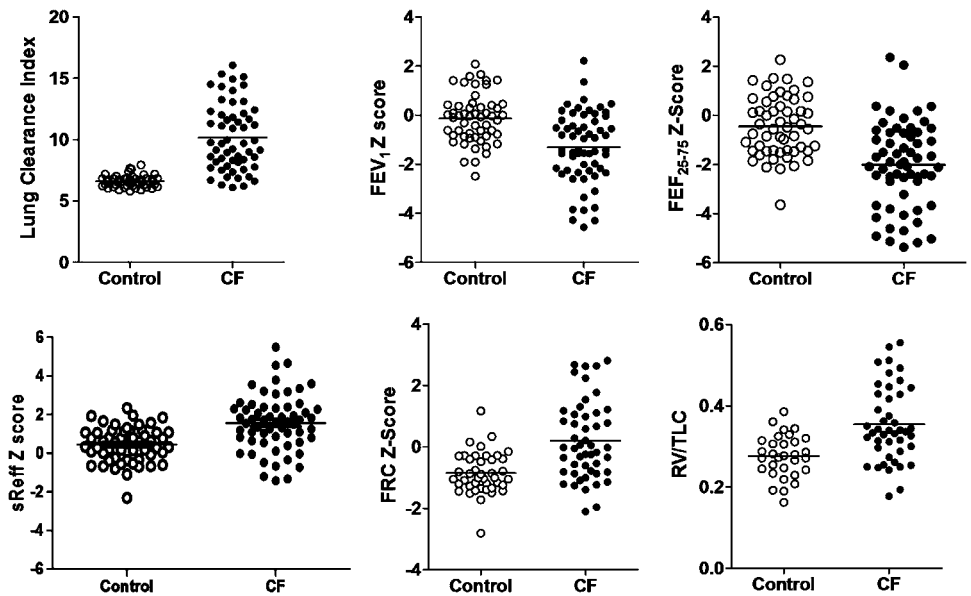 Lung Clearance Index
20
15
10
5
0
Control
CF
FEV1 Z score
4
2
0
-2
-4
-6
Control
CF
FEF25-75 Z-Score
4
2
0
-2
-4
-6
Control
CF
sReff Z score
6
4
2
0
-2
-4
-6
Control
CF
FRC Z-Score
4
2
0
-2
-4
Control
CF
RV/TLC
0.6
0.4
0.2
0.0
Control
CF